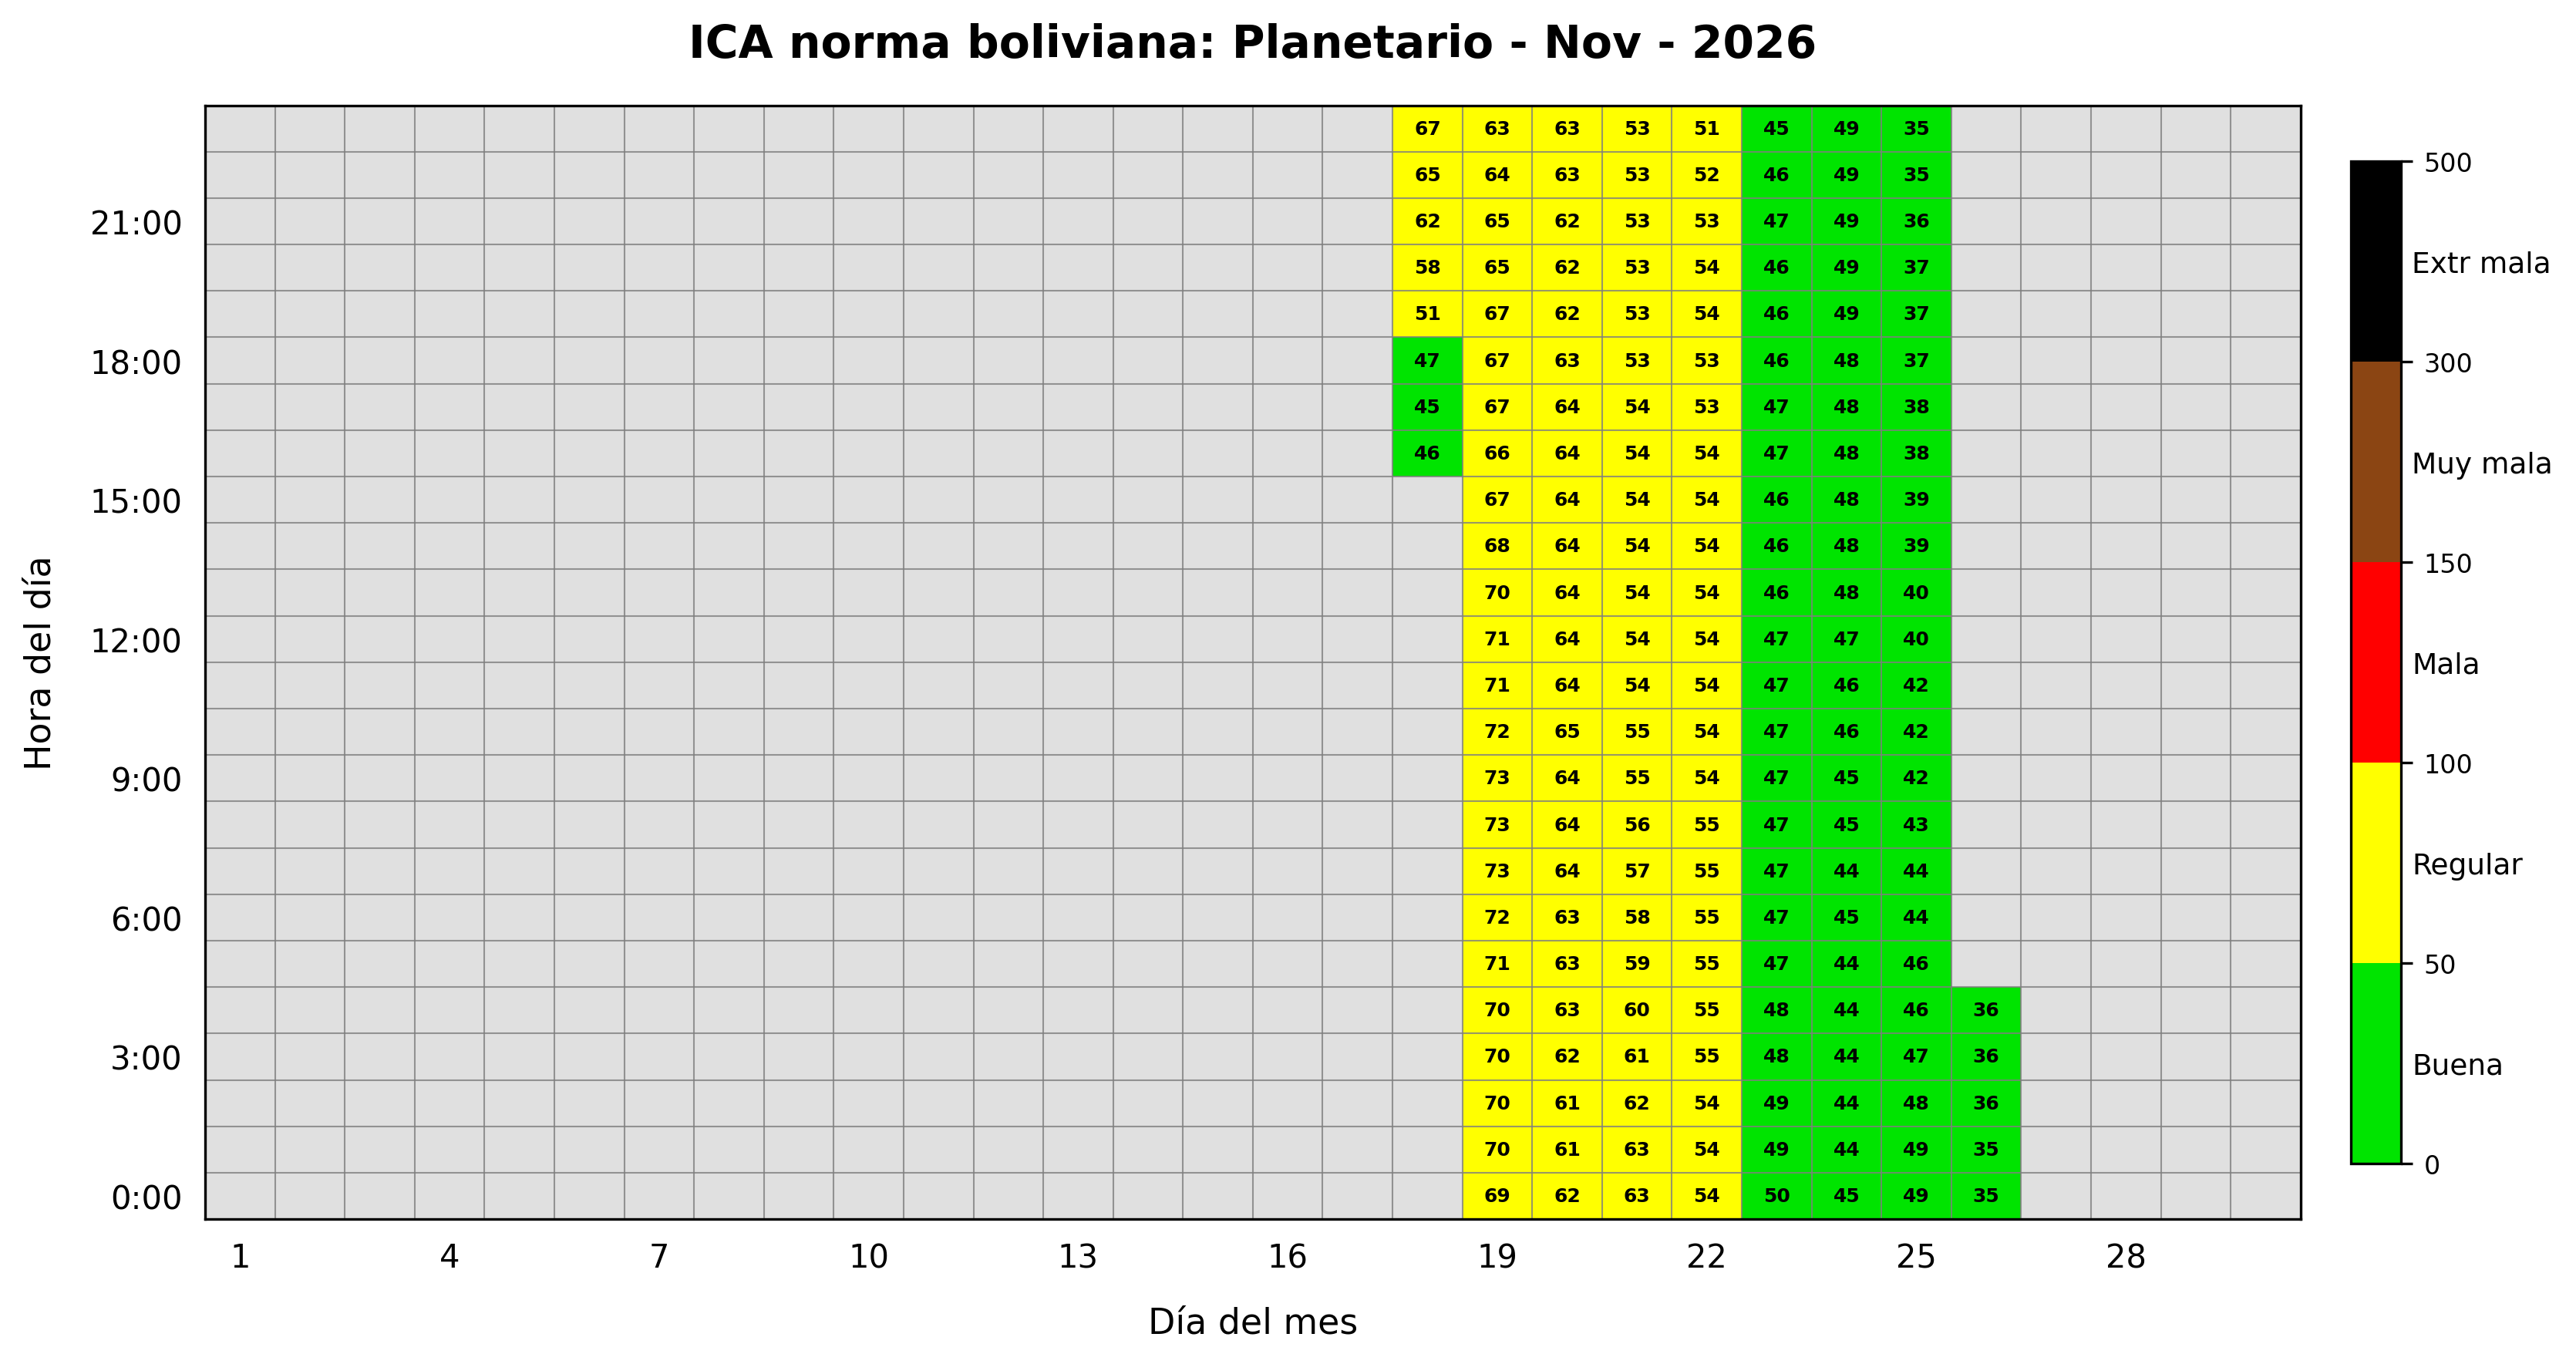 ICA norma boliviana: Planetario - Nov - 2026
67 63 63 53 51 45 49 35
65 64 63 53 52 46 49 35
21:00 62 65 62 53 53 47 49 36
58 65 62 53 54 46 49 37
51 67 62 53 54 46 49 37
18:00 47 67 63 53 53 46 48 37
45 67 64 54 53 47 48 38
46 66 64 54 54 47 48 38
15:00 67 64 54 54 46 48 39
68 64 54 54 46 48 39
70 64 54 54 46 48 40
12:00 71 64 54 54 47 47 40
71 64 54 54 47 46 42
72 65 55 54 47 46 42
9:00 73 64 55 54 47 45 42
73 64 56 55 47 45 43
73 64 57 55 47 44 44
6:00 72 63 58 55 47 45 44
71 63 59 55 47 44 46
70 63 60 55 48 44 46 36
3:00 70 62 61 55 48 44 47 36
70 61 62 54 49 44 48 36
70 61 63 54 49 44 49 35
0:00 69 62 63 54 50 45 49 35
1 4 7 10 13 16 19 22 25 28
Día del mes
Hora del día
500
Extr mala
300
Muy mala
150
Mala
100
Regular
50
Buena
0